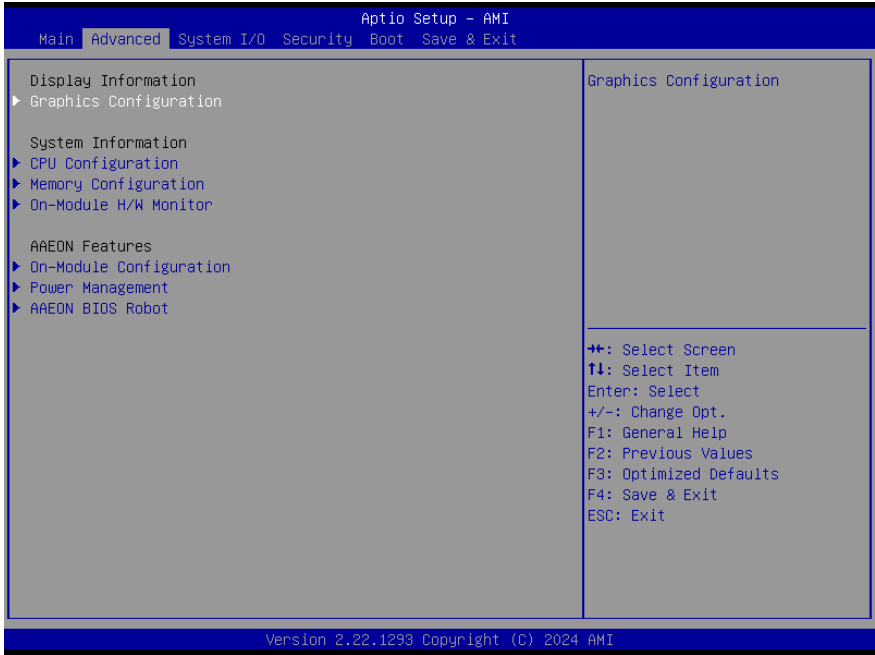 Aptio Setup – AMI
Main Advanced System I/O Security Boot Save & Exit
Display Information
Graphics Configuration
System Information
CPU Configuration
Memory Configuration
On-Module H/W Monitor
AAEON Features
On-Module Configuration
Power Management
AAEON BIOS Robot
Graphics Configuration
→←: Select Screen
↑↓: Select Item
Enter: Select
+/-: Change Opt.
F1: General Help
F2: Previous Values
F3: Optimized Defaults
F4: Save & Exit
ESC: Exit
Version 2.22.1293 Copyright (C) 2024 AMI